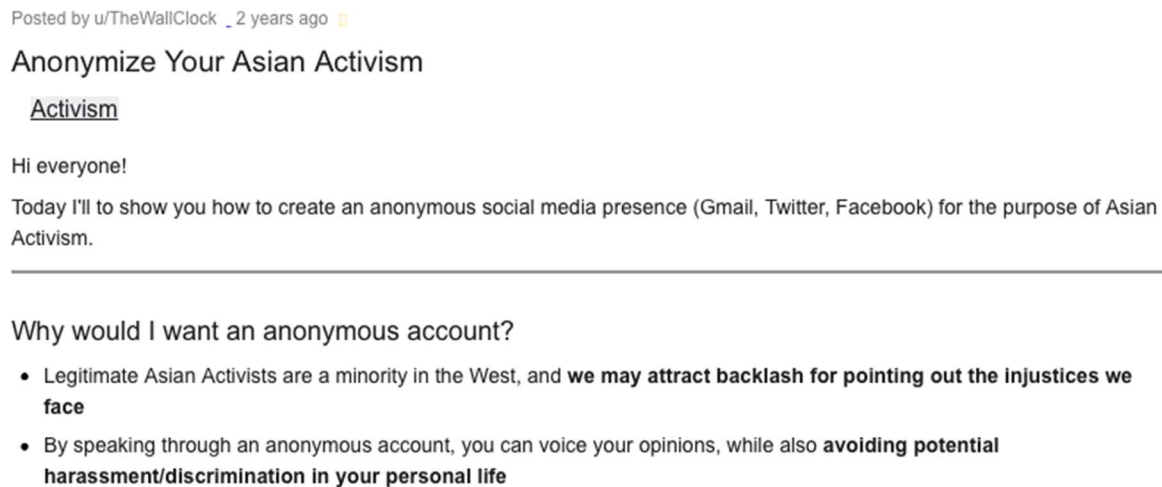 Posted by u/TheWallClock 2 years ago
Anonymize Your Asian Activism
Activism
Hi everyone!
Today I'll to show you how to create an anonymous social media presence (Gmail, Twitter, Facebook) for the purpose of Asian
Activism.
Why would I want an anonymous account?
• Legitimate Asian Activists are a minority in the West, and we may attract backlash for pointing out the injustices we
face
• By speaking through an anonymous account, you can voice your opinions, while also avoiding potential
harassment/discrimination in your personal life